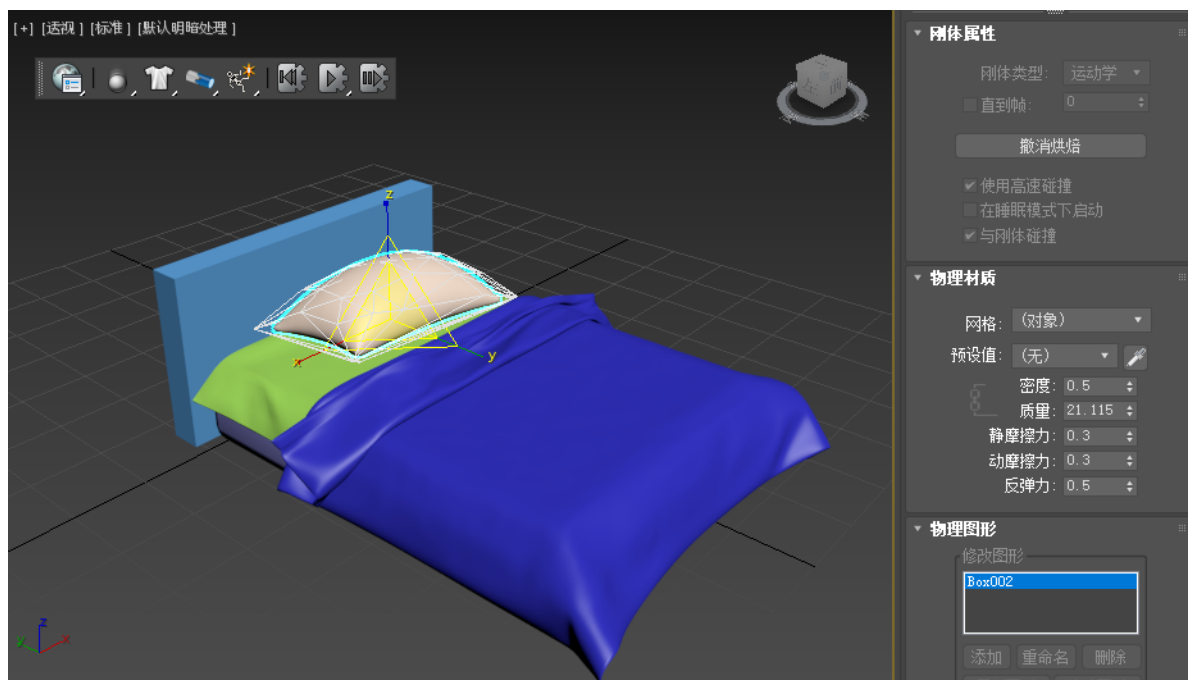 [+] [透视] [标准] [默认明暗处理]
z
x
y
z
y
x
刚体属性
刚体类型: 运动学
直到帧: 0
撤消烘焙
使用高速碰撞
在睡眠模式下启动
与刚体碰撞
物理材质
网格: (对象)
预设值: (无)
密度: 0.5
质量: 21.115
静摩擦力: 0.3
动摩擦力: 0.3
反弹力: 0.5
物理图形
修改图形
Box002
添加 重命名 删除